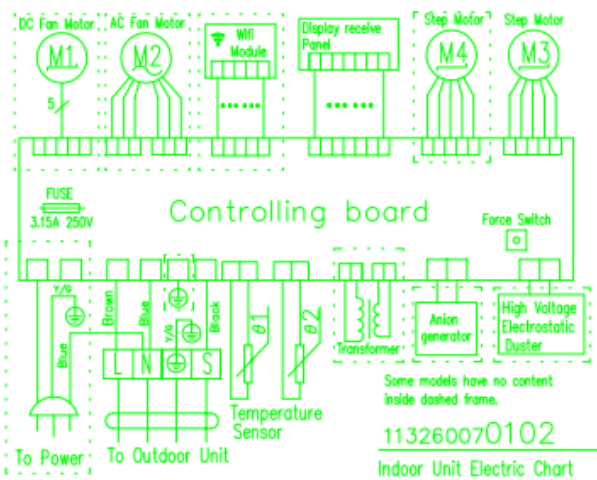 DC Fan Motor
AC Fan Motor
Step Motor
Step Motor
M1
M2
Wifi
Module
Display receive
Panel
M4
M3
5
FUSE
3.15A 250V
Controlling board
Force Switch
Y/G
Blue
Brown
Blue
Y/G
Black
L
N
S
θ1
θ2
Transformer
Anion
generator
High Voltage
Electrostatic
Duster
Temperature
Sensor
To Power
To Outdoor Unit
Some models have no content
inside dashed frame.
113260070102
Indoor Unit Electric Chart